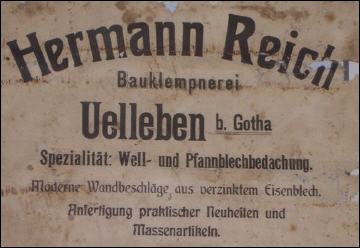 Hermann Reich
Bauklempnerei
Uelleben b. Gotha
Spezialität: Well- und Pfannblechbedachung.
Moderne Wandbeschläge aus verzinktem Eisenblech.
Anfertigung praktischer Neuheiten und
Massenartikeln.